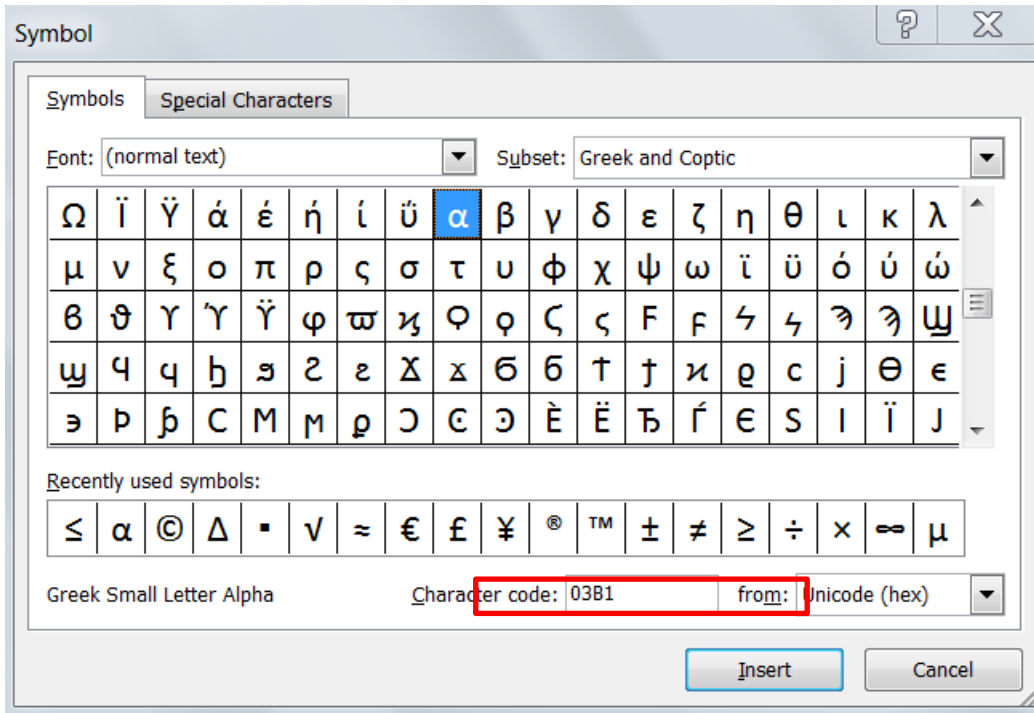 Symbol
Symbols Special Characters
Font: (normal text) Subset: Greek and Coptic
Ω Ϊ Ϋ ά έ ή ί ΰ α β γ δ ε ζ η θ ι κ λ
μ ν ξ ο π ρ ς σ τ υ φ χ ψ ω ϊ ϋ ό ύ ώ
ϐ ϑ ϒ ϓ ϔ ϕ ϖ ϗ Ϙ ϙ Ϛ ϛ Ϝ ϝ Ϟ ϟ Ϡ ϡ Ϣ
ϣ Ϥ ϥ ϧ Ϩ ϩ Ϫ ϫ Ϭ ϭ Ϯ ϯ ϰ ϱ ϲ ϳ ϴ ϵ
϶ Ϸ ϸ Ϲ Ϻ ϻ ϼ Ͻ Ͼ Ͽ Ѐ Ё Ђ Ѓ Є Ѕ І Ї Ј
Recently used symbols:
≤ α © Δ ▪ √ ≈ € £ ¥ ® ™ ± ≠ ≥ ÷ × ∞ µ
Greek Small Letter Alpha Character code: 03B1 from: Unicode (hex)
Insert Cancel